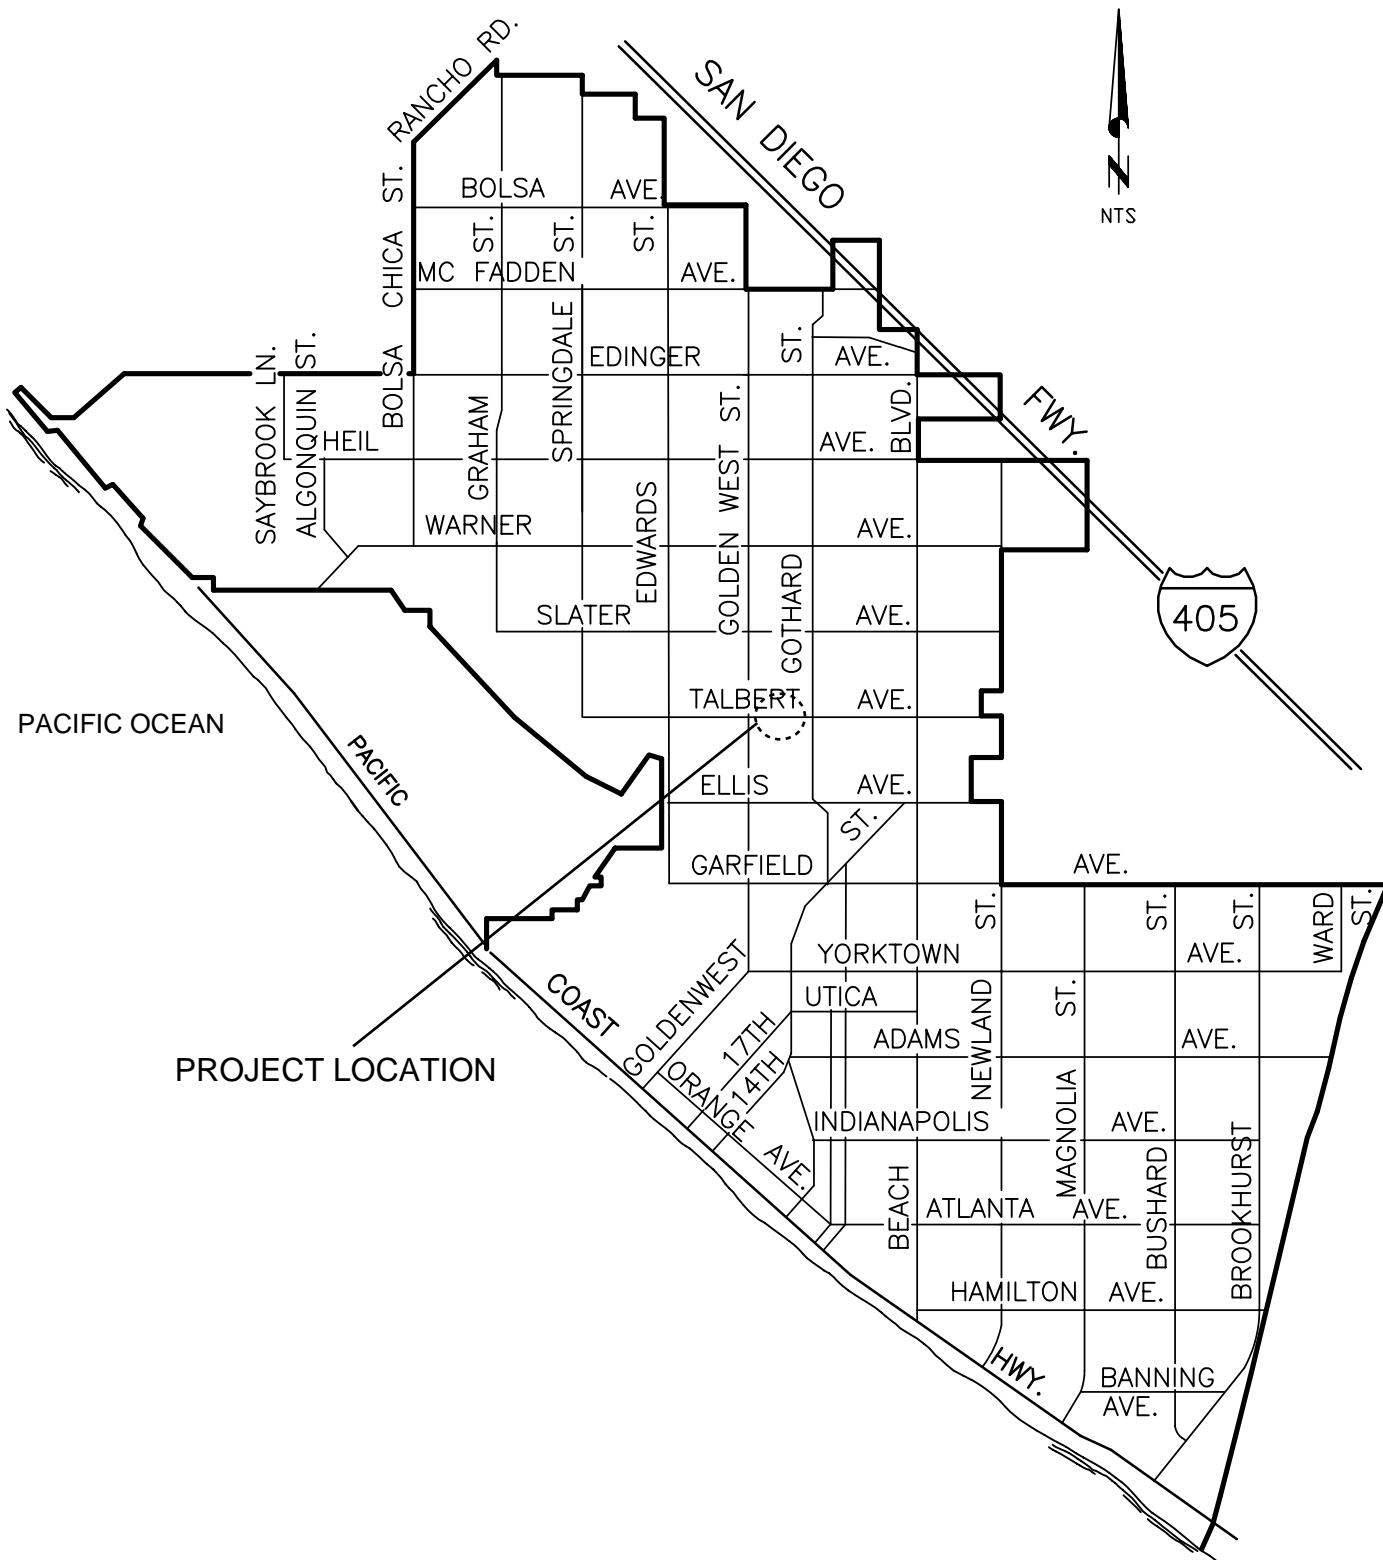 RANCHO RD.
SAN DIEGO
NTS
BOLSA AVE.
BOLSA CHICA ST.
GRAHAM ST.
SPRINGDALE ST.
EDWARDS ST.
MC FADDEN AVE.
SAYBROOK LN.
ALGONQUIN ST.
EDINGER AVE.
GOLDEN WEST ST.
GOTHARD ST.
BEACH BLVD.
FWY.
HEIL AVE.
WARNER AVE.
SLATER AVE.
405
TALBERT AVE.
PACIFIC OCEAN
PACIFIC
COAST
HWY.
ELLIS AVE.
ST.
GARFIELD AVE.
NEWLAND ST.
MAGNOLIA ST.
BUSHARD ST.
BROOKHURST ST.
WARD ST.
YORKTOWN AVE.
GOLDENWEST
UTICA
17TH
ADAMS AVE.
PROJECT LOCATION
14TH
ORANGE AVE.
INDIANAPOLIS AVE.
ATLANTA AVE.
HAMILTON AVE.
BANNING
AVE.